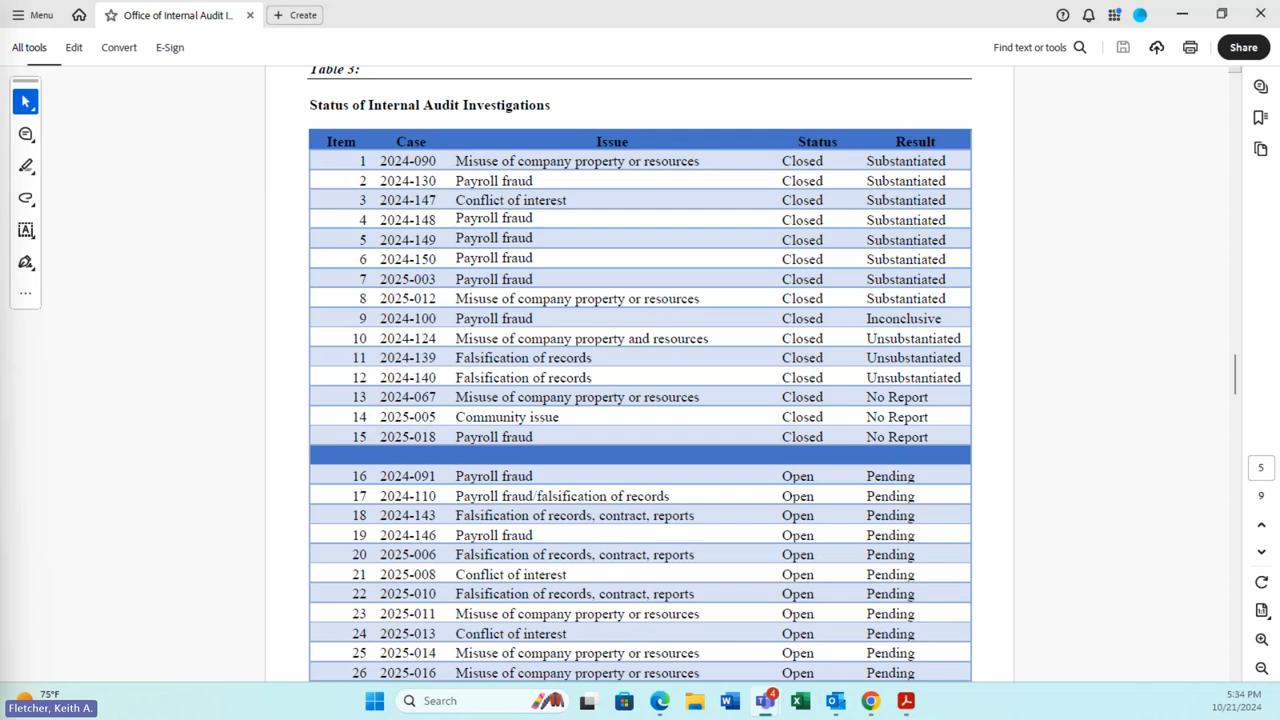 Menu
Office of Internal Audit I...
Create
All tools
Edit
Convert
E-Sign
Find text or tools
Share
Table 3:
Status of Internal Audit Investigations
Item Case Issue Status Result
1 2024-090 Misuse of company property or resources Closed Substantiated
2 2024-130 Payroll fraud Closed Substantiated
3 2024-147 Conflict of interest Closed Substantiated
4 2024-148 Payroll fraud Closed Substantiated
5 2024-149 Payroll fraud Closed Substantiated
6 2024-150 Payroll fraud Closed Substantiated
7 2025-003 Payroll fraud Closed Substantiated
8 2025-012 Misuse of company property or resources Closed Substantiated
9 2024-100 Payroll fraud Closed Inconclusive
10 2024-124 Misuse of company property and resources Closed Unsubstantiated
11 2024-139 Falsification of records Closed Unsubstantiated
12 2024-140 Falsification of records Closed Unsubstantiated
13 2024-067 Misuse of company property or resources Closed No Report
14 2025-005 Community issue Closed No Report
15 2025-018 Payroll fraud Closed No Report
16 2024-091 Payroll fraud Open Pending
17 2024-110 Payroll fraud/falsification of records Open Pending
18 2024-143 Falsification of records, contract, reports Open Pending
19 2024-146 Payroll fraud Open Pending
20 2025-006 Falsification of records, contract, reports Open Pending
21 2025-008 Conflict of interest Open Pending
22 2025-010 Falsification of records, contract, reports Open Pending
23 2025-011 Misuse of company property or resources Open Pending
24 2025-013 Conflict of interest Open Pending
25 2025-014 Misuse of company property or resources Open Pending
26 2025-016 Misuse of company property or resources Open Pending
5
9
75°F
Fletcher, Keith A.
Search
4
5:34 PM
10/21/2024